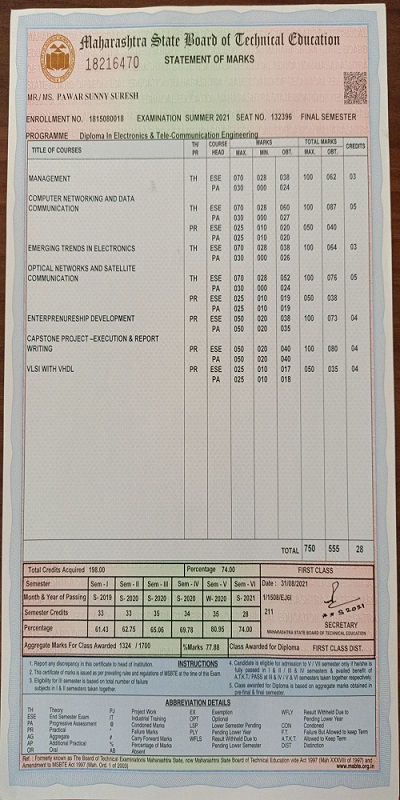 Maharashtra State Board of Technical Education
18216470
STATEMENT OF MARKS
MR / MS. PAWAR SUNNY SURESH
ENROLLMENT NO. 1815080018 EXAMINATION SUMMER 2021 SEAT NO. 132396 FINAL SEMESTER
PROGRAMME Diploma In Electronics & Tele-Communication Engineering
TITLE OF COURSES TH PR COURSE HEAD MARKS MAX. MIN. OBT. TOTAL MARKS MAX. OBT. CREDITS
MANAGEMENT TH ESE 070 028 038 100 062 03
PA 030 000 024
COMPUTER NETWORKING AND DATA
COMMUNICATION TH ESE 070 028 060 100 087 05
PA 030 000 027
PR ESE 025 010 020 050 040
PA 025 010 020
EMERGING TRENDS IN ELECTRONICS TH ESE 070 028 038 100 064 03
PA 030 000 026
OPTICAL NETWORKS AND SATELLITE
COMMUNICATION TH ESE 070 028 052 100 076 05
PA 030 000 024
PR ESE 025 010 019 050 038
PA 025 010 019
ENTERPRENEURSHIP DEVELOPMENT PR ESE 050 020 038 100 073 04
PA 050 020 035
CAPSTONE PROJECT –EXECUTION & REPORT
WRITING PR ESE 050 020 040 100 080 04
PA 050 020 040
VLSI WITH VHDL PR ESE 025 010 017 050 035 04
PA 025 010 018
TOTAL 750 555 28
Total Credits Acquired 198.00 Percentage 74.00 FIRST CLASS
Semester Sem - I Sem - II Sem - III Sem - IV Sem - V Sem - VI Date : 31/08/2021
Month & Year of Passing S- 2019 S- 2020 S- 2020 S- 2020 W- 2020 S- 2021 1/1508/EJ6I
Semester Credits 33 33 35 34 35 28 211
Percentage 61.43 62.75 65.06 69.78 80.95 74.00 SECRETARY
MAHARASHTRA STATE BOARD OF TECHNICAL EDUCATION
Aggregate Marks For Class Awarded 1324 / 1700 %Marks 77.88 Class Awarded for Diploma FIRST CLASS DIST.
INSTRUCTIONS
1. Report any discrepancy in this certificate to head of institution.
2. This certificate of marks is issued as per prevailing rules and regulations of MSBTE at the time of this Exam.
3. Eligibility for III semester is based on total number of failure
subjects in I & II semesters taken together.
4. Candidate is eligible for admission to V / VII semester only if he/she is
fully passed in I & II / III & IV semesters & availed benefit of
A.T.K.T./ PASS at III & IV / V & VI semesters taken together respectively.
5. Class awarded for Diploma is based on aggregate marks obtained in
pre-final & final semester.
ABBREVIATION DETAILS
TH Theory PJ Project Work EX Exemption WFLY Result Withheld Due to
ESE End Semester Exam IT Industrial Training OPT Optional Pending Lower Year
PA Progressive Assessment @ Condoned Marks LSP Lower Semester Pending CON Condoned
PR Practical * Failure Marks PLY Pending Lower Year F.T. Failure But Allowed to Keep Term
AG Aggregate # Carry Forward Marks WFLS Result Withheld Due to A.T.K.T. Allowed to Keep Term
AP Additional Practical % Percentage of Marks Pending Lower Semester DIST Distinction
OR Oral AB Absent
Ref : Formerly known as The Board of Technical Examinations Maharashtra State, now Maharashtra State Board of Technical Education vide Act 1997 (Mah XXXVIII of 1997) and
Amendment to MSBTE Act 1997 (Mah. Ord. 1 of 2003) www.msbte.org.in